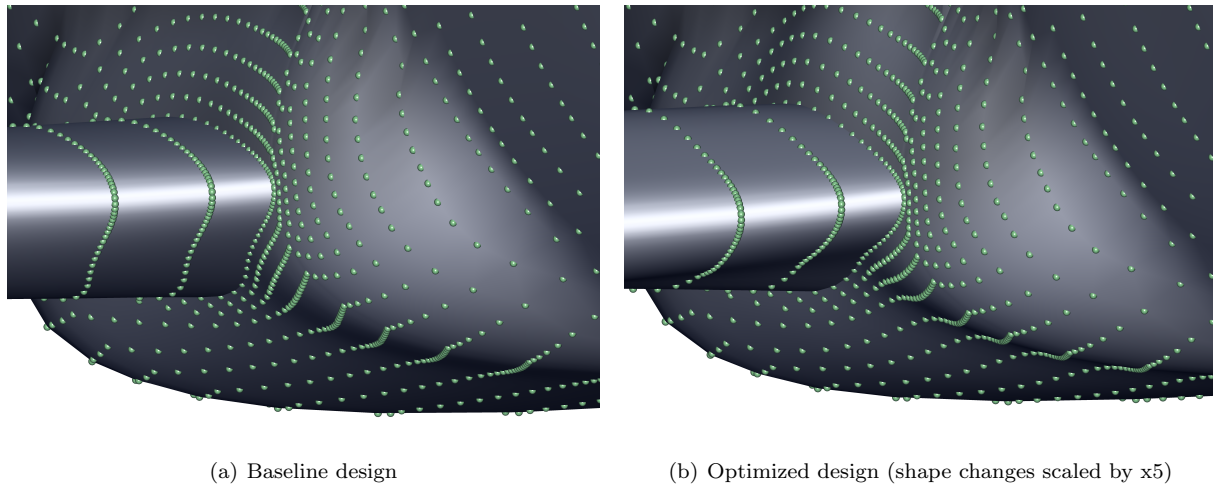 (a) Baseline design
(b) Optimized design (shape changes scaled by x5)